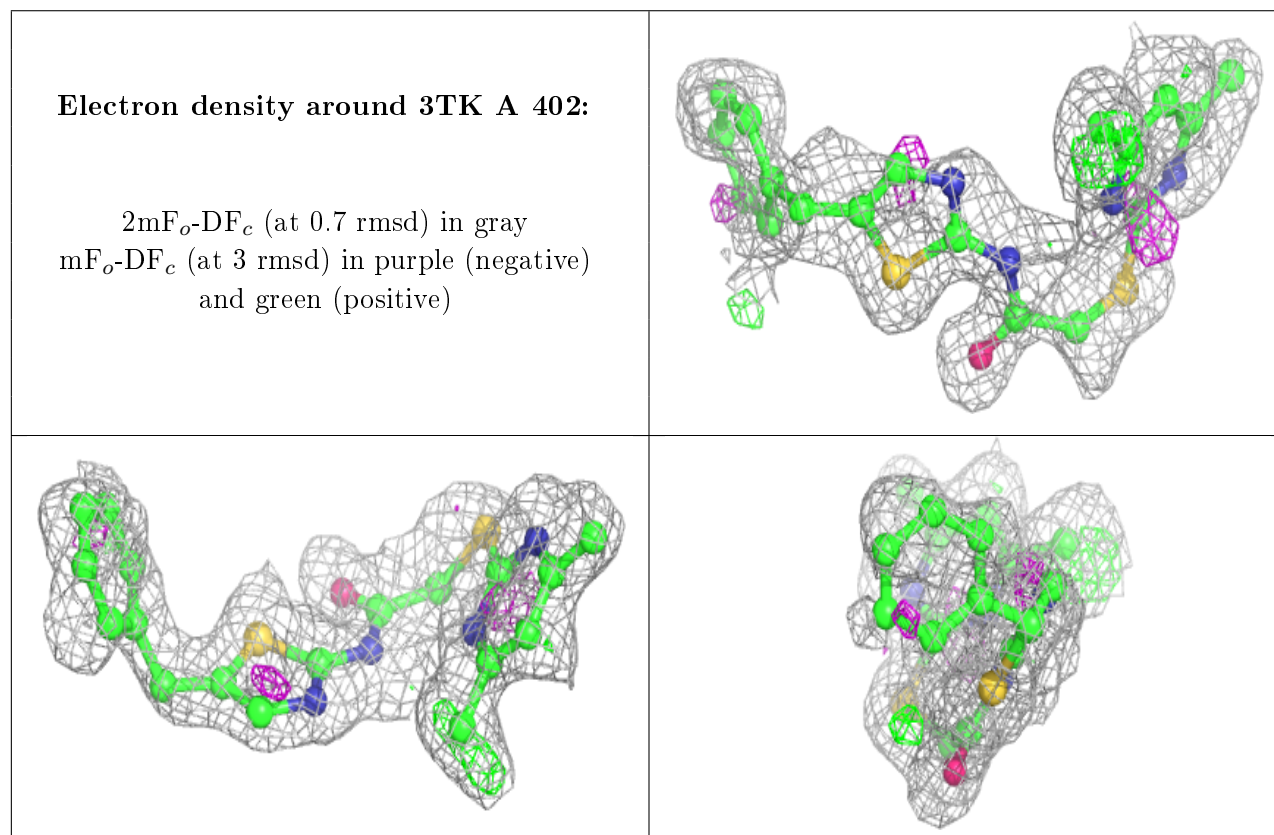 Electron density around 3TK A 402:
2mFo-DFc (at 0.7 rmsd) in gray
mFo-DFc (at 3 rmsd) in purple (negative)
and green (positive)